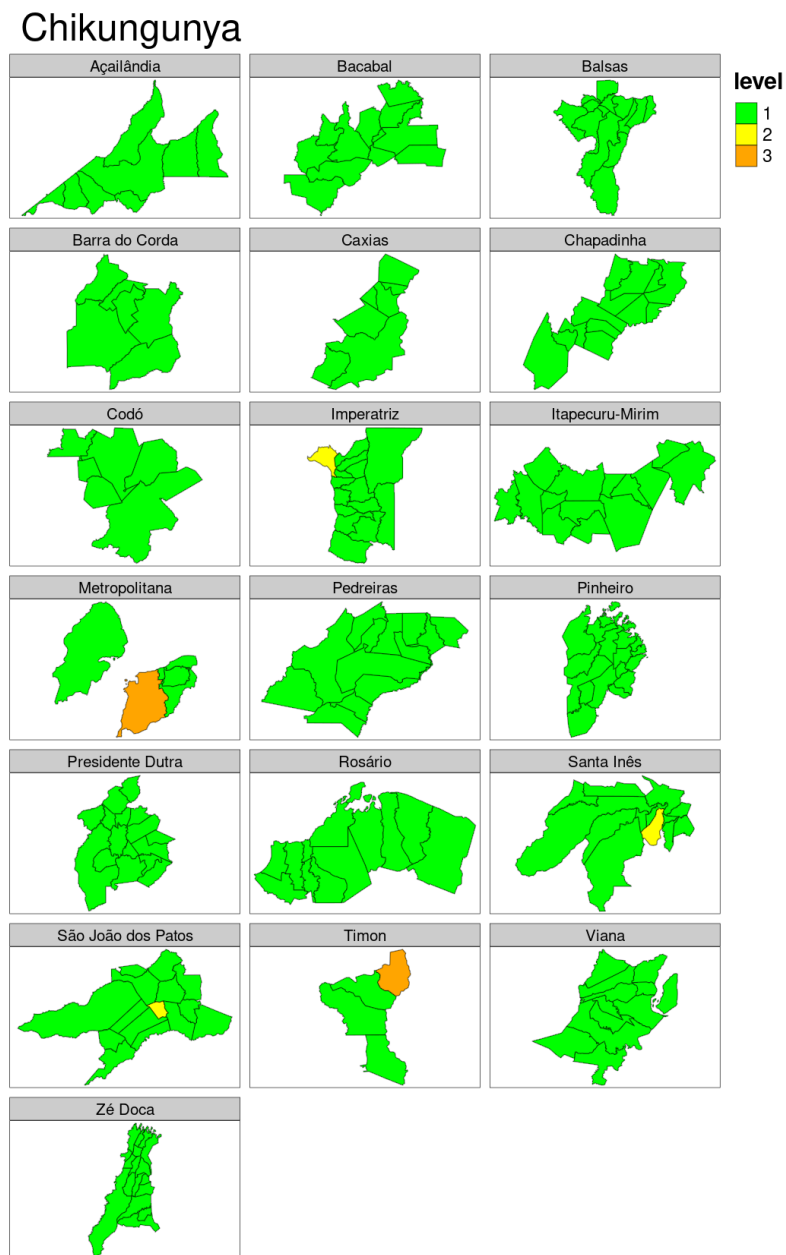 Chikungunya
Açailândia
Bacabal
Balsas
level
1
2
3
Barra do Corda
Caxias
Chapadinha
Codó
Imperatriz
Itapecuru-Mirim
Metropolitana
Pedreiras
Pinheiro
Presidente Dutra
Rosário
Santa Inês
São João dos Patos
Timon
Viana
Zé Doca